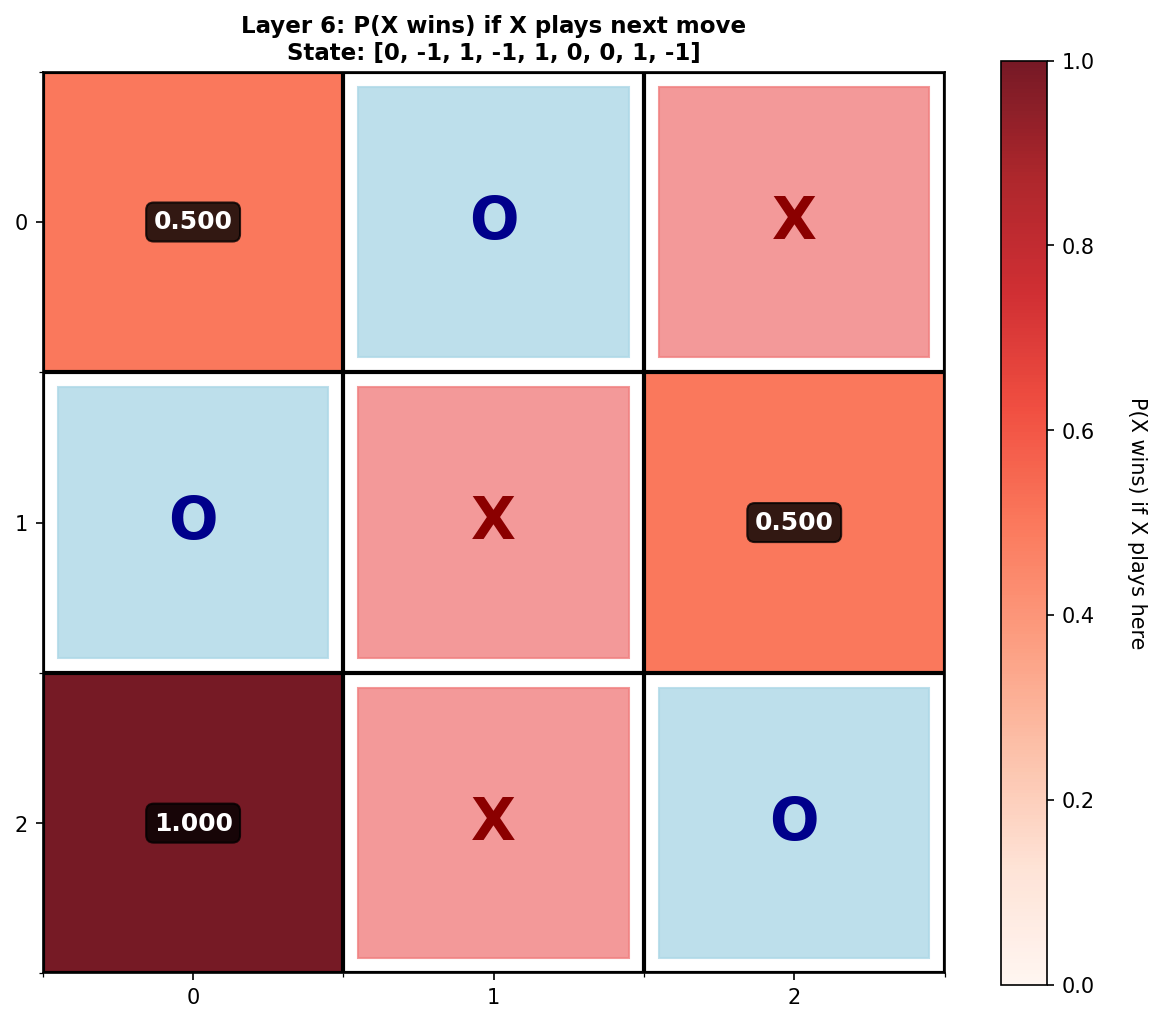 Layer 6: P(X wins) if X plays next move
State: [0, -1, 1, -1, 1, 0, 0, 1, -1]
0
0.500
O
X
1
O
X
0.500
2
1.000
X
O
0
1
2
1.0
0.8
0.6
0.4
0.2
0.0
P(X wins) if X plays here